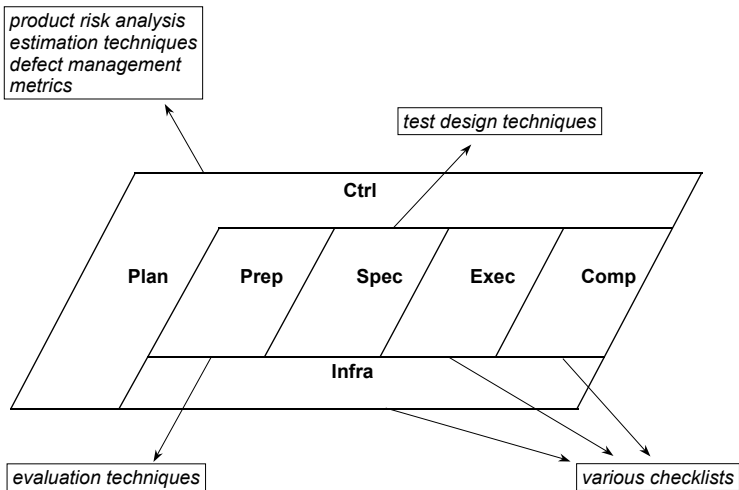 product risk analysis
estimation techniques
defect management
metrics
test design techniques
Ctrl
Plan
Prep
Spec
Exec
Comp
Infra
evaluation techniques
various checklists